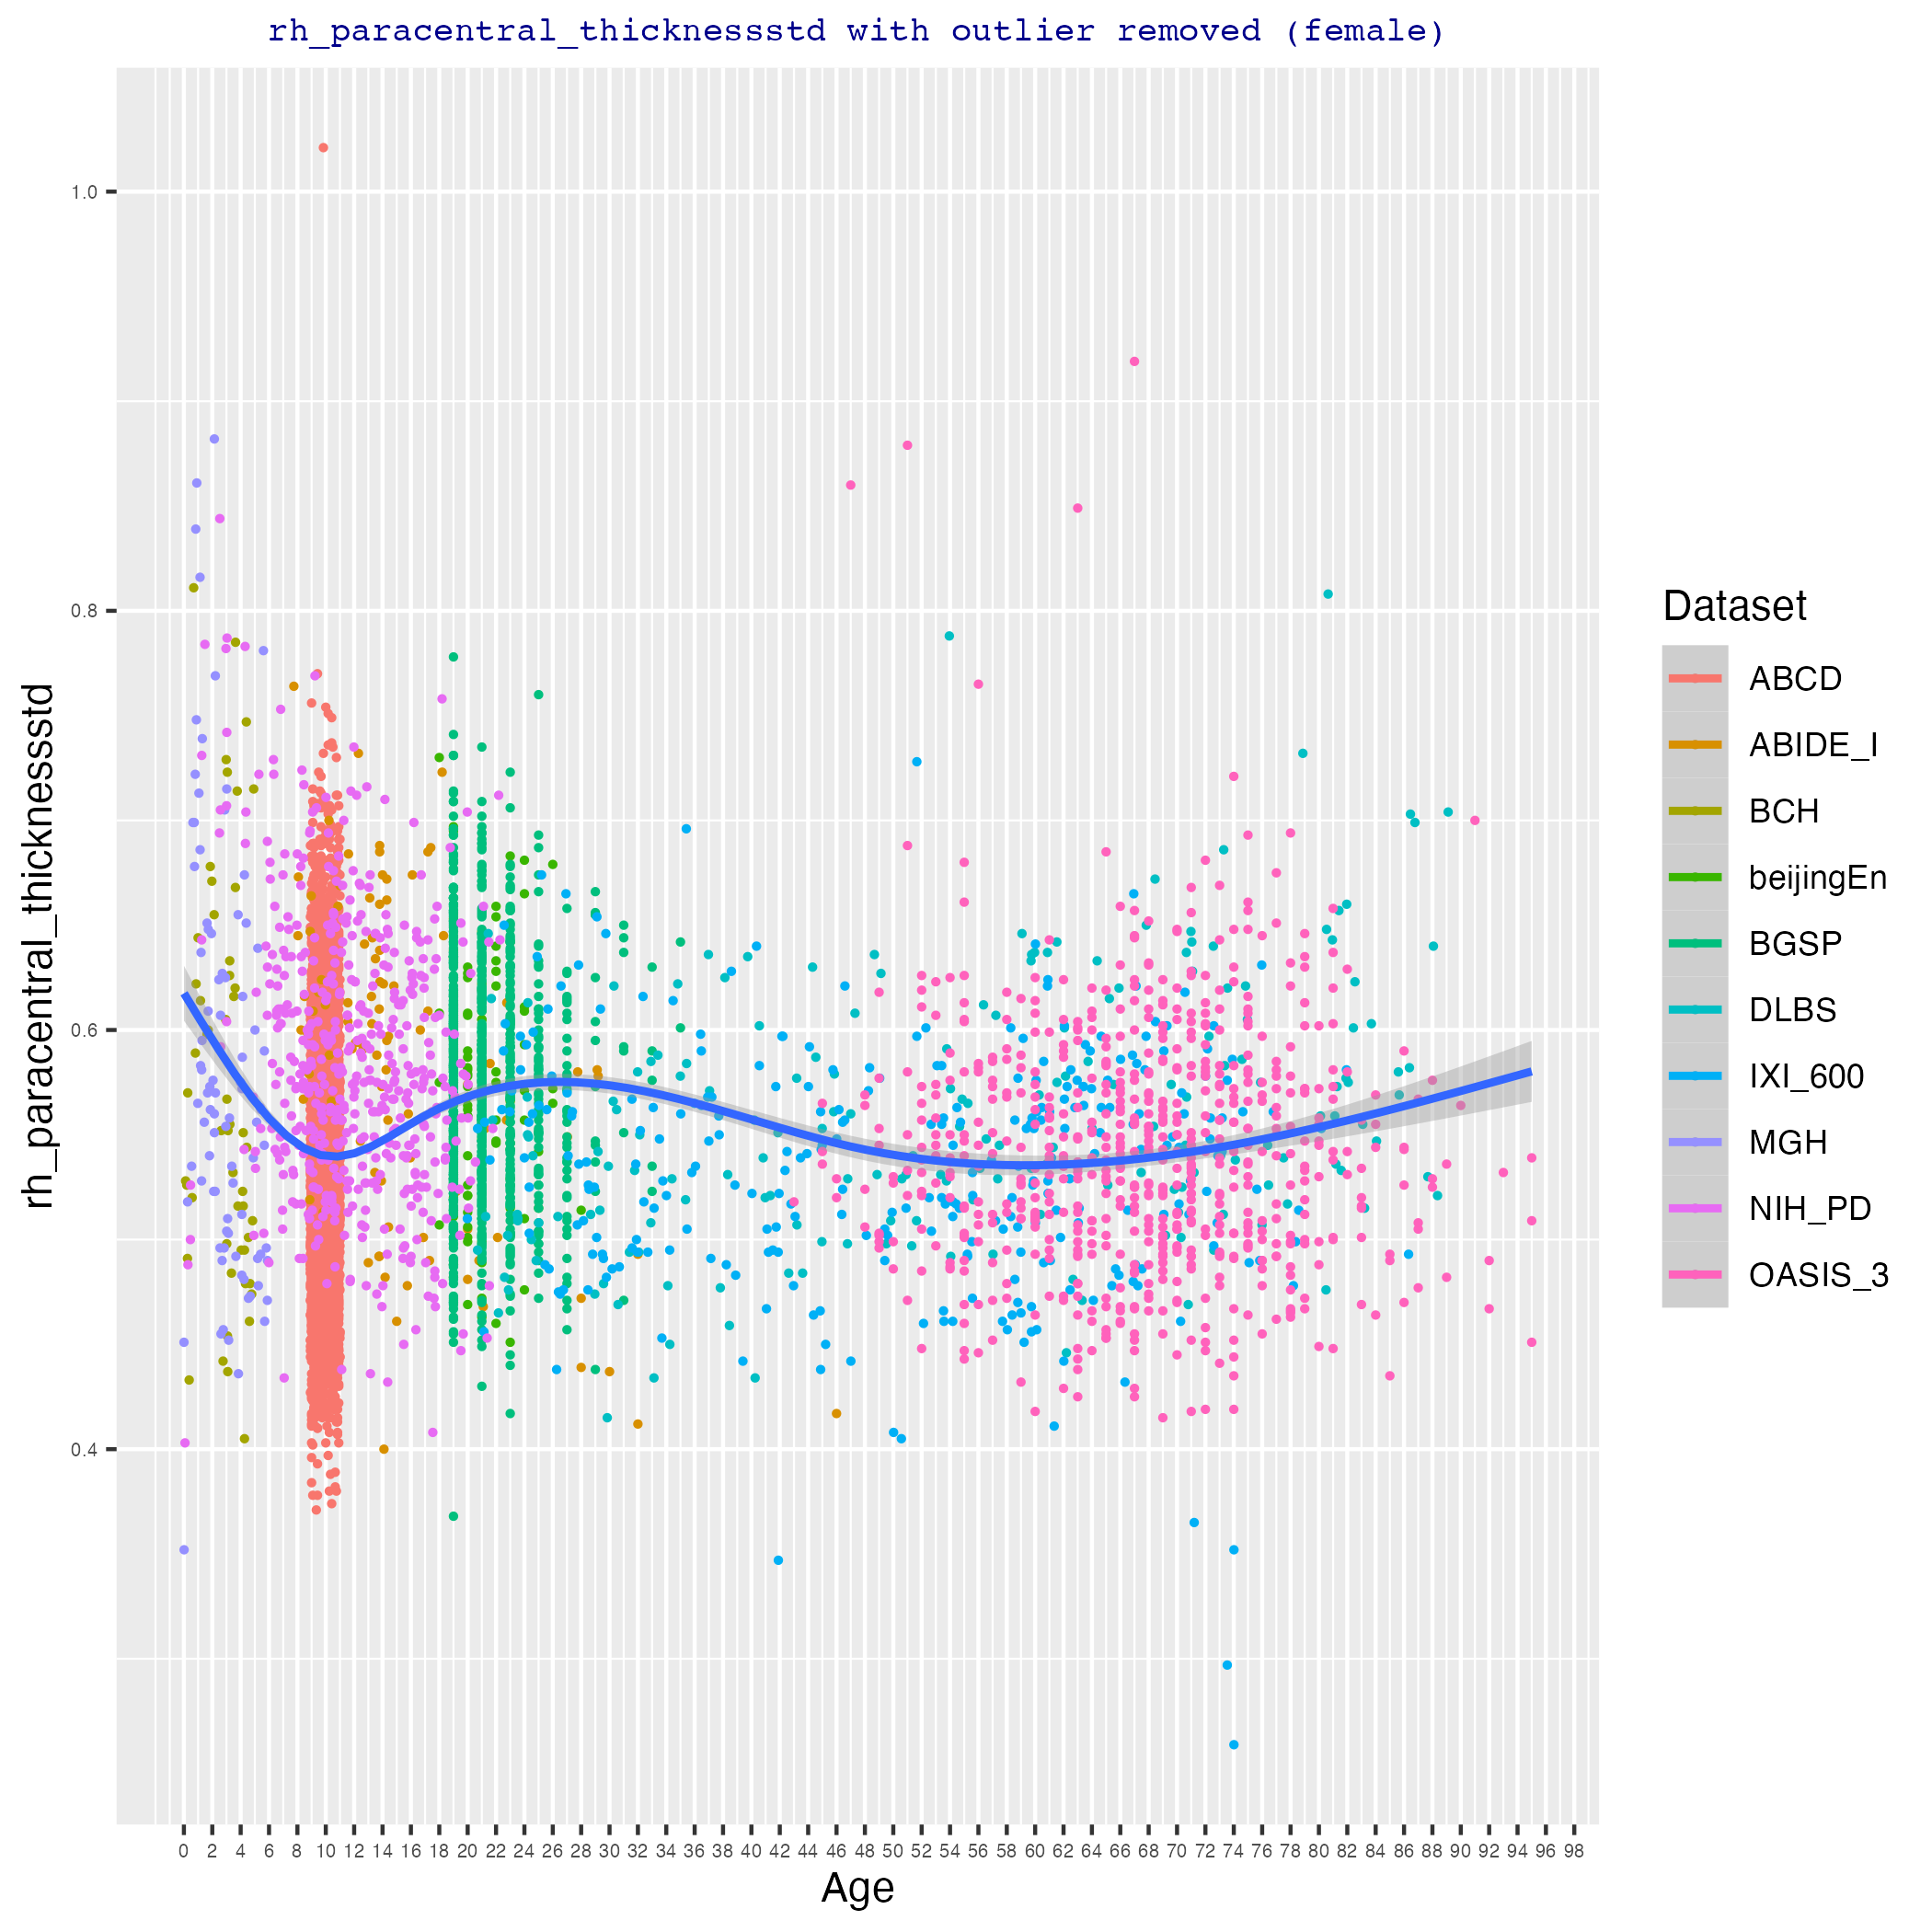 rh_paracentral_thicknessstd with outlier removed (female)
rh_paracentral_thicknessstd
1.0
0.8
0.6
0.4
0 2 4 6 8 10 12 14 16 18 20 22 24 26 28 30 32 34 36 38 40 42 44 46 48 50 52 54 56 58 60 62 64 66 68 70 72 74 76 78 80 82 84 86 88 90 92 94 96 98
Age
Dataset
ABCD
ABIDE_I
BCH
beijingEn
BGSP
DLBS
IXI_600
MGH
NIH_PD
OASIS_3